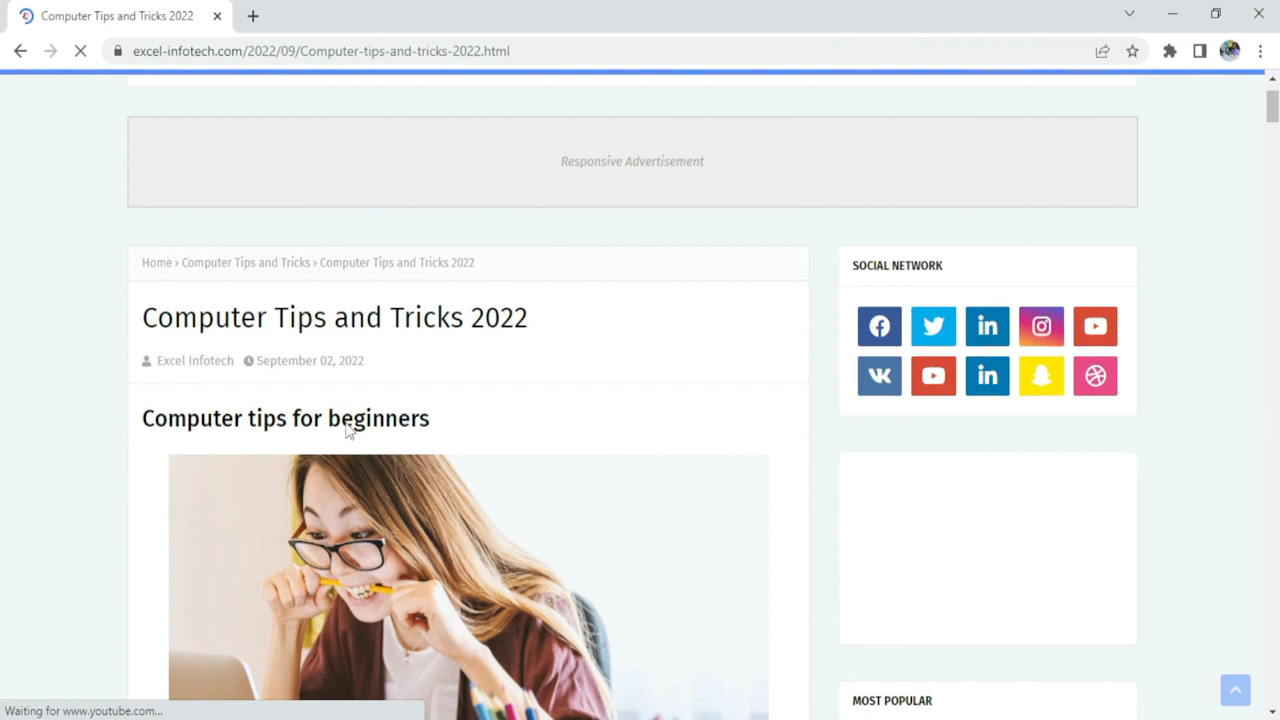 Computer Tips and Tricks 2022
excel-infotech.com/2022/09/Computer-tips-and-tricks-2022.html
Responsive Advertisement
Home › Computer Tips and Tricks › Computer Tips and Tricks 2022
SOCIAL NETWORK
Computer Tips and Tricks 2022
Excel Infotech September 02, 2022
Computer tips for beginners
MOST POPULAR
Waiting for www.youtube.com...